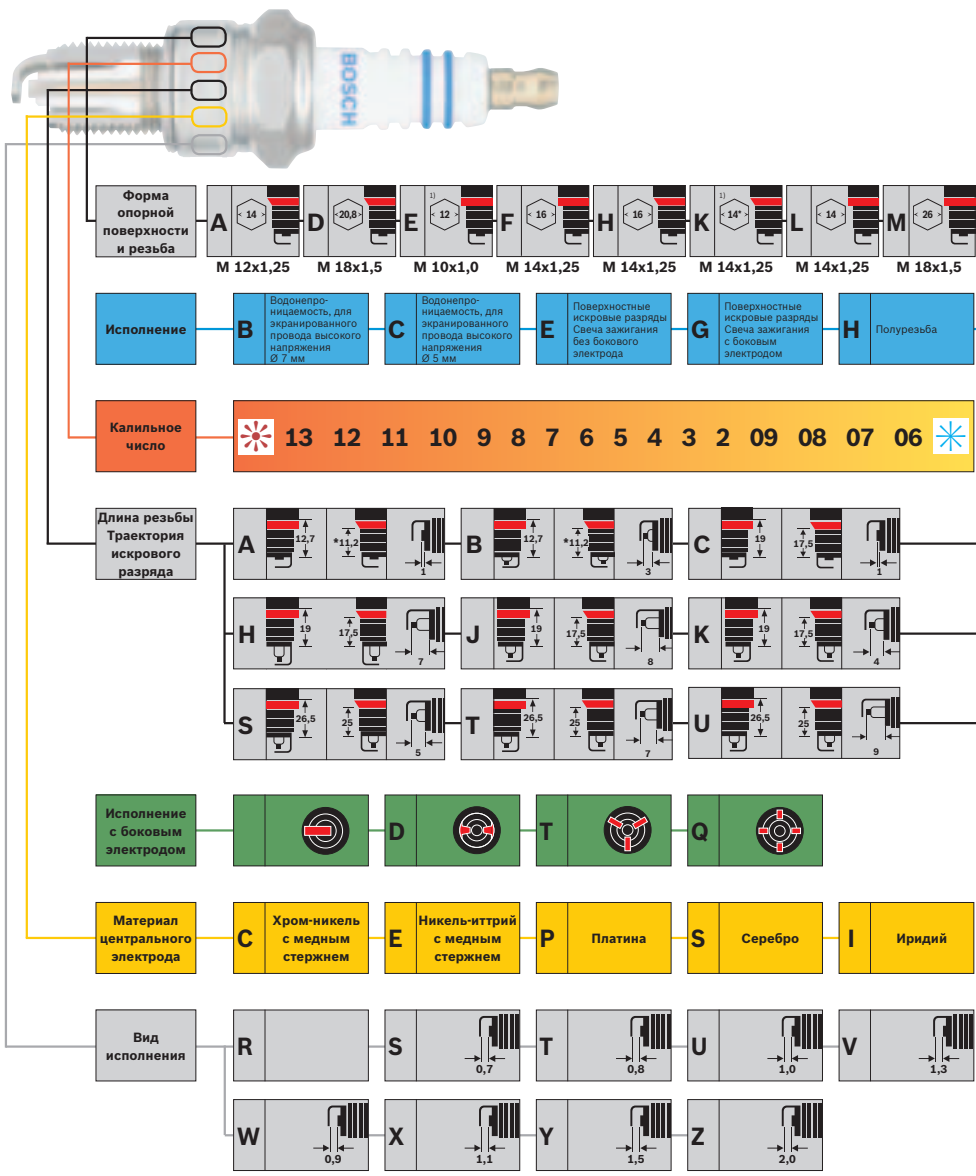 BOSCH
Форма
опорной
поверхности
и резьба
A < 14 > D <20,8> E 1) < 12 > F < 16 > H < 16 > K 1) < 14* > L < 14 > M < 26 >
M 12x1,25 M 18x1,5 M 10x1,0 M 14x1,25 M 14x1,25 M 14x1,25 M 14x1,25 M 18x1,5
Исполнение
B
Водонепро-
ницаемость, для
экранированного
провода высокого
напряжения
Ø 7 мм
C
Водонепро-
ницаемость, для
экранированного
провода высокого
напряжения
Ø 5 мм
E
Поверхностные
искровые разряды
Свеча зажигания
без бокового
электрода
G
Поверхностные
искровые разряды
Свеча зажигания
с боковым
электродом
H
Полурезьба
Калильное
число
13 12 11 10 9 8 7 6 5 4 3 2 09 08 07 06
Длина резьбы
Траектория
искрового
разряда
A 12,7 *11,2 1
B 12,7 *11,2 3
C 19 17,5 1
H 19 17,5 7
J 19 17,5 8
K 19 17,5 4
S 26,5 25 5
T 26,5 25 7
U 26,5 25 9
Исполнение
с боковым
электродом
D T Q
Материал
центрального
электрода
C
Хром-никель
с медным
стержнем
E
Никель-иттрий
с медным
стержнем
P
Платина
S
Серебро
I
Иридий
Вид
исполнения
R
S 0,7
T 0,8
U 1,0
V 1,3
W 0,9
X 1,1
Y 1,5
Z 2,0